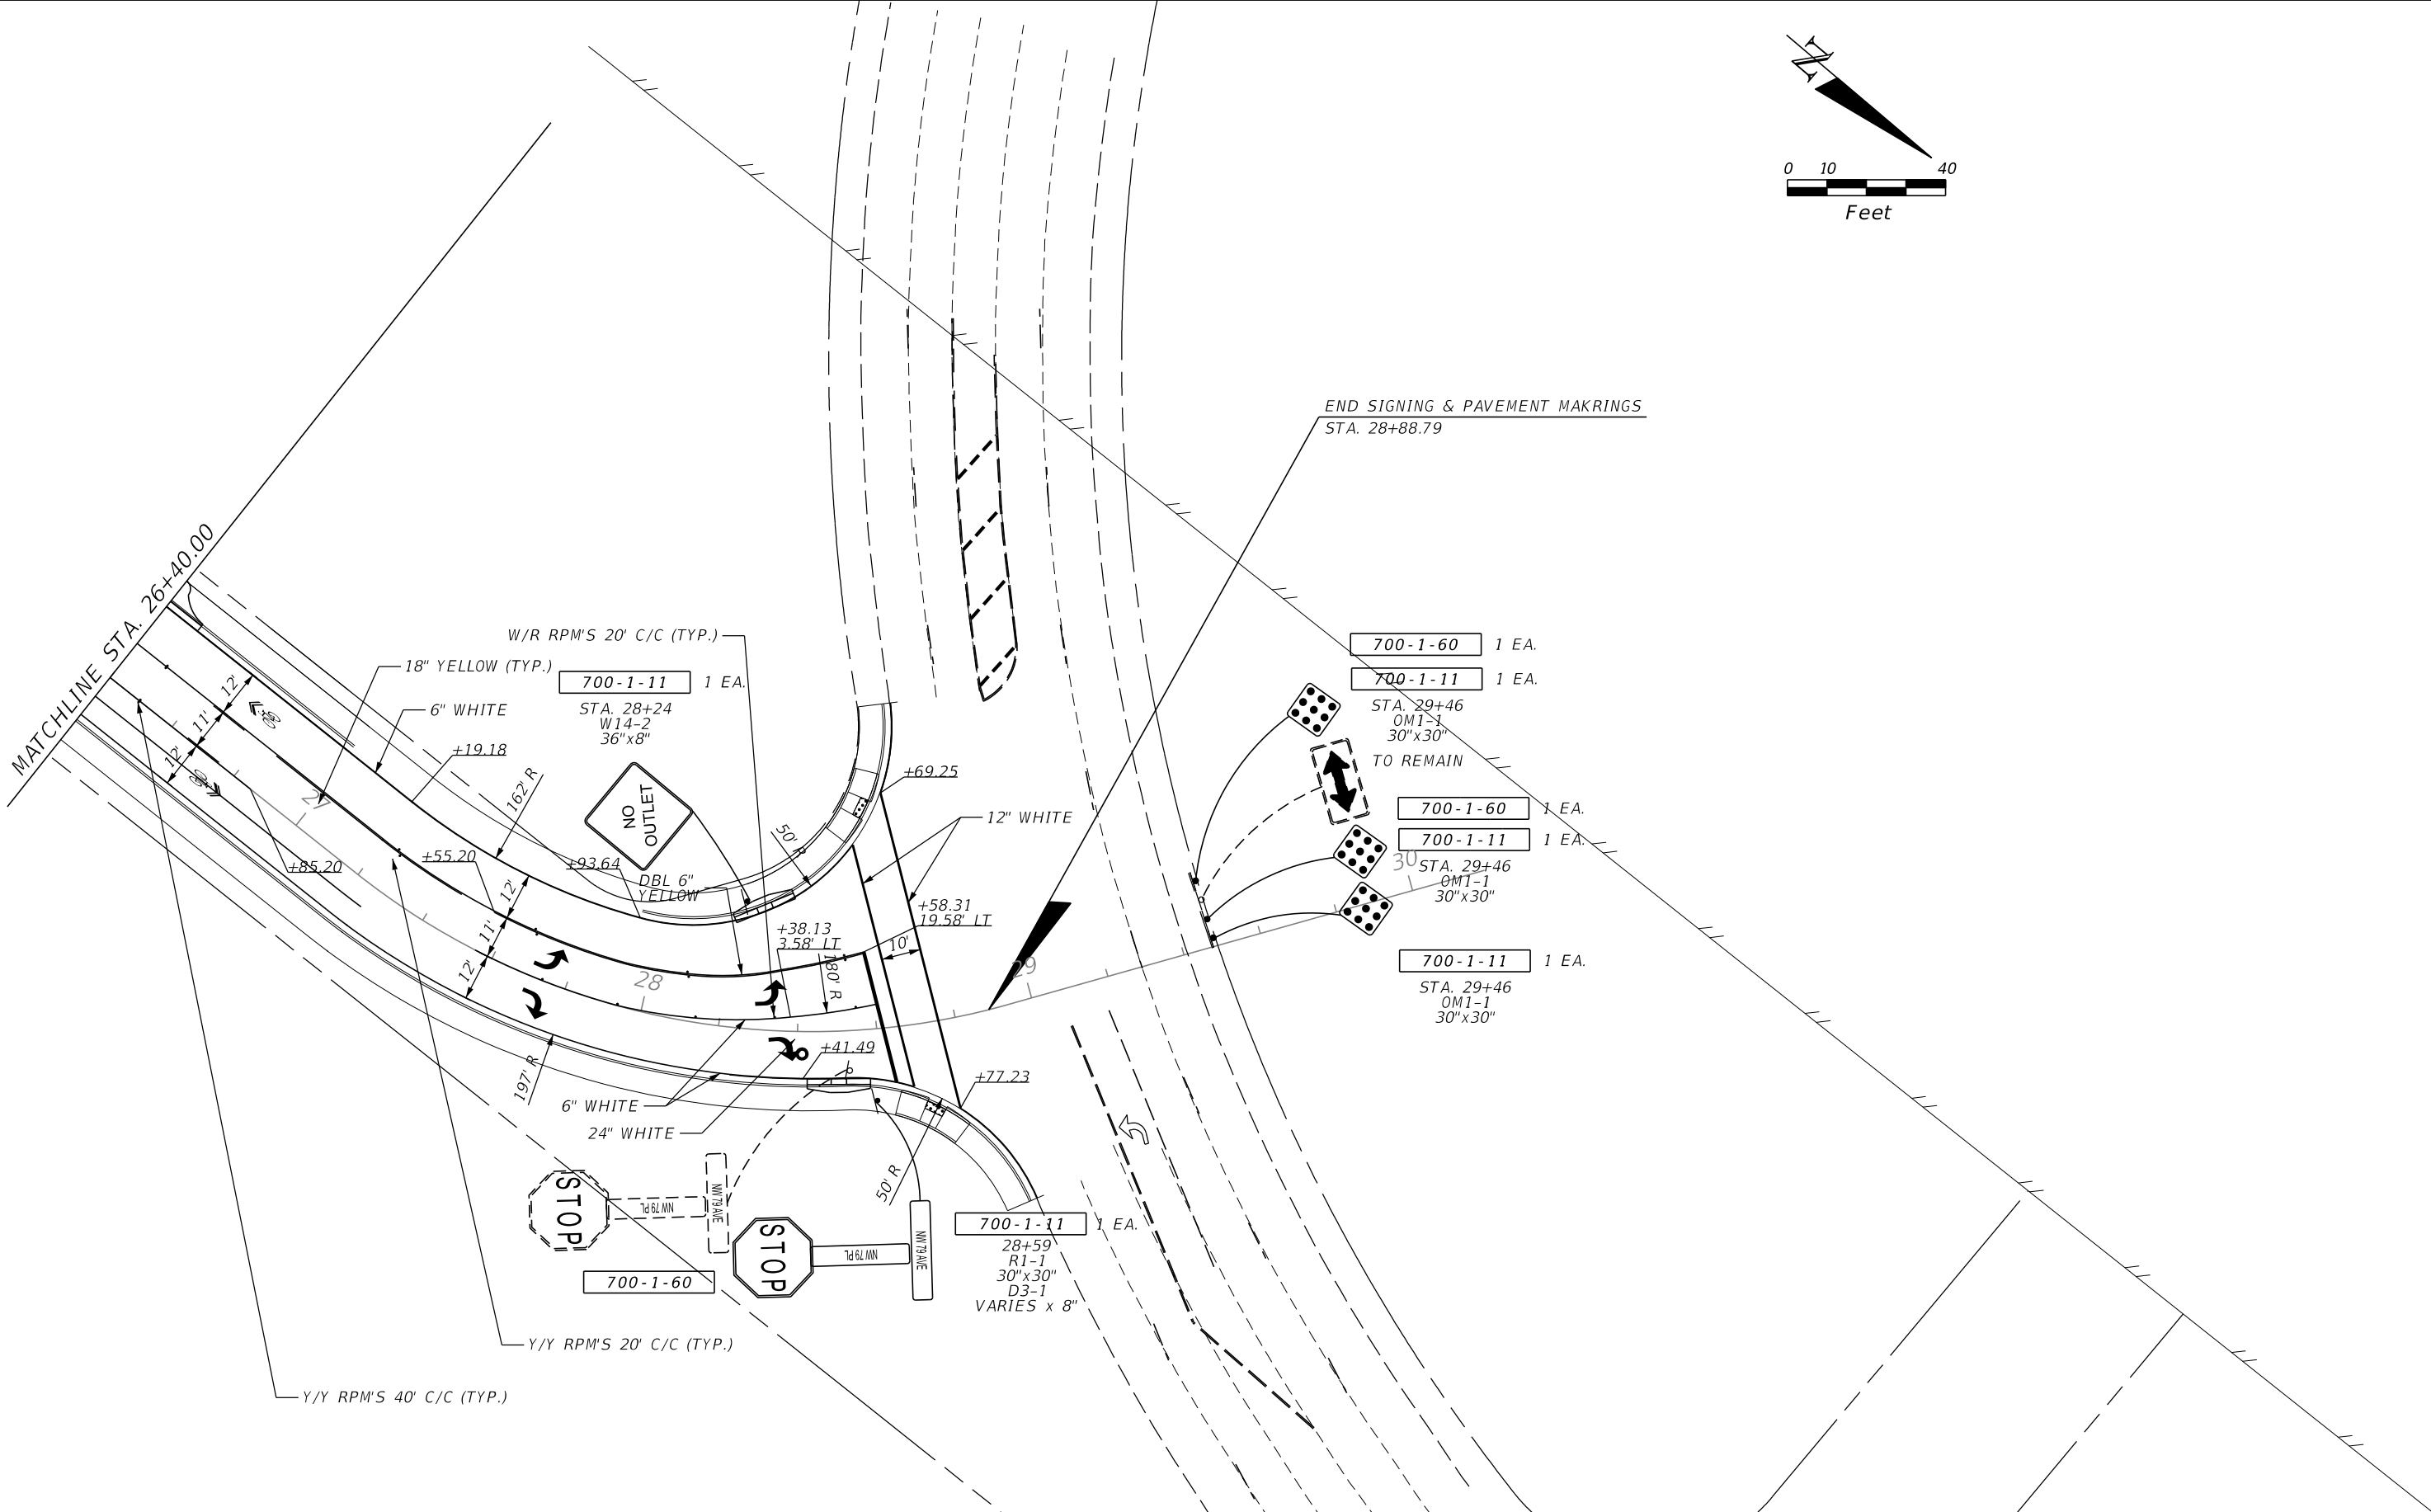 N
0 10 40
Feet
END SIGNING & PAVEMENT MAKRINGS
STA. 28+88.79
MATCHLINE STA. 26+40.00
W/R RPM'S 20' C/C (TYP.)
18" YELLOW (TYP.)
700-1-11 1 EA.
STA. 28+24
W14-2
36"x8"
6" WHITE
+19.18
12'
11'
12'
162' R
27
NO
OUTLET
+85.20
+55.20
+93.64
DBL 6"
YELLOW
50' R
+69.25
12" WHITE
+58.31
19.58' LT
10'
+38.13
3.58' LT
180' R
12'
11'
12'
28
29
30
197' R
+41.49
+77.23
6" WHITE
24" WHITE
50' R
700-1-60 1 EA.
700-1-11 1 EA.
STA. 29+46
OM1-1
30"x30"
TO REMAIN
700-1-60 1 EA.
700-1-11 1 EA.
STA. 29+46
OM1-1
30"x30"
700-1-11 1 EA.
STA. 29+46
OM1-1
30"x30"
STOP
NW 79 PL
NW 79 AVE
STOP
NW 79 PL
NW 79 AVE
700-1-60
700-1-11 1 EA.
28+59
R1-1
30"x30"
D3-1
VARIES x 8"
Y/Y RPM'S 20' C/C (TYP.)
Y/Y RPM'S 40' C/C (TYP.)